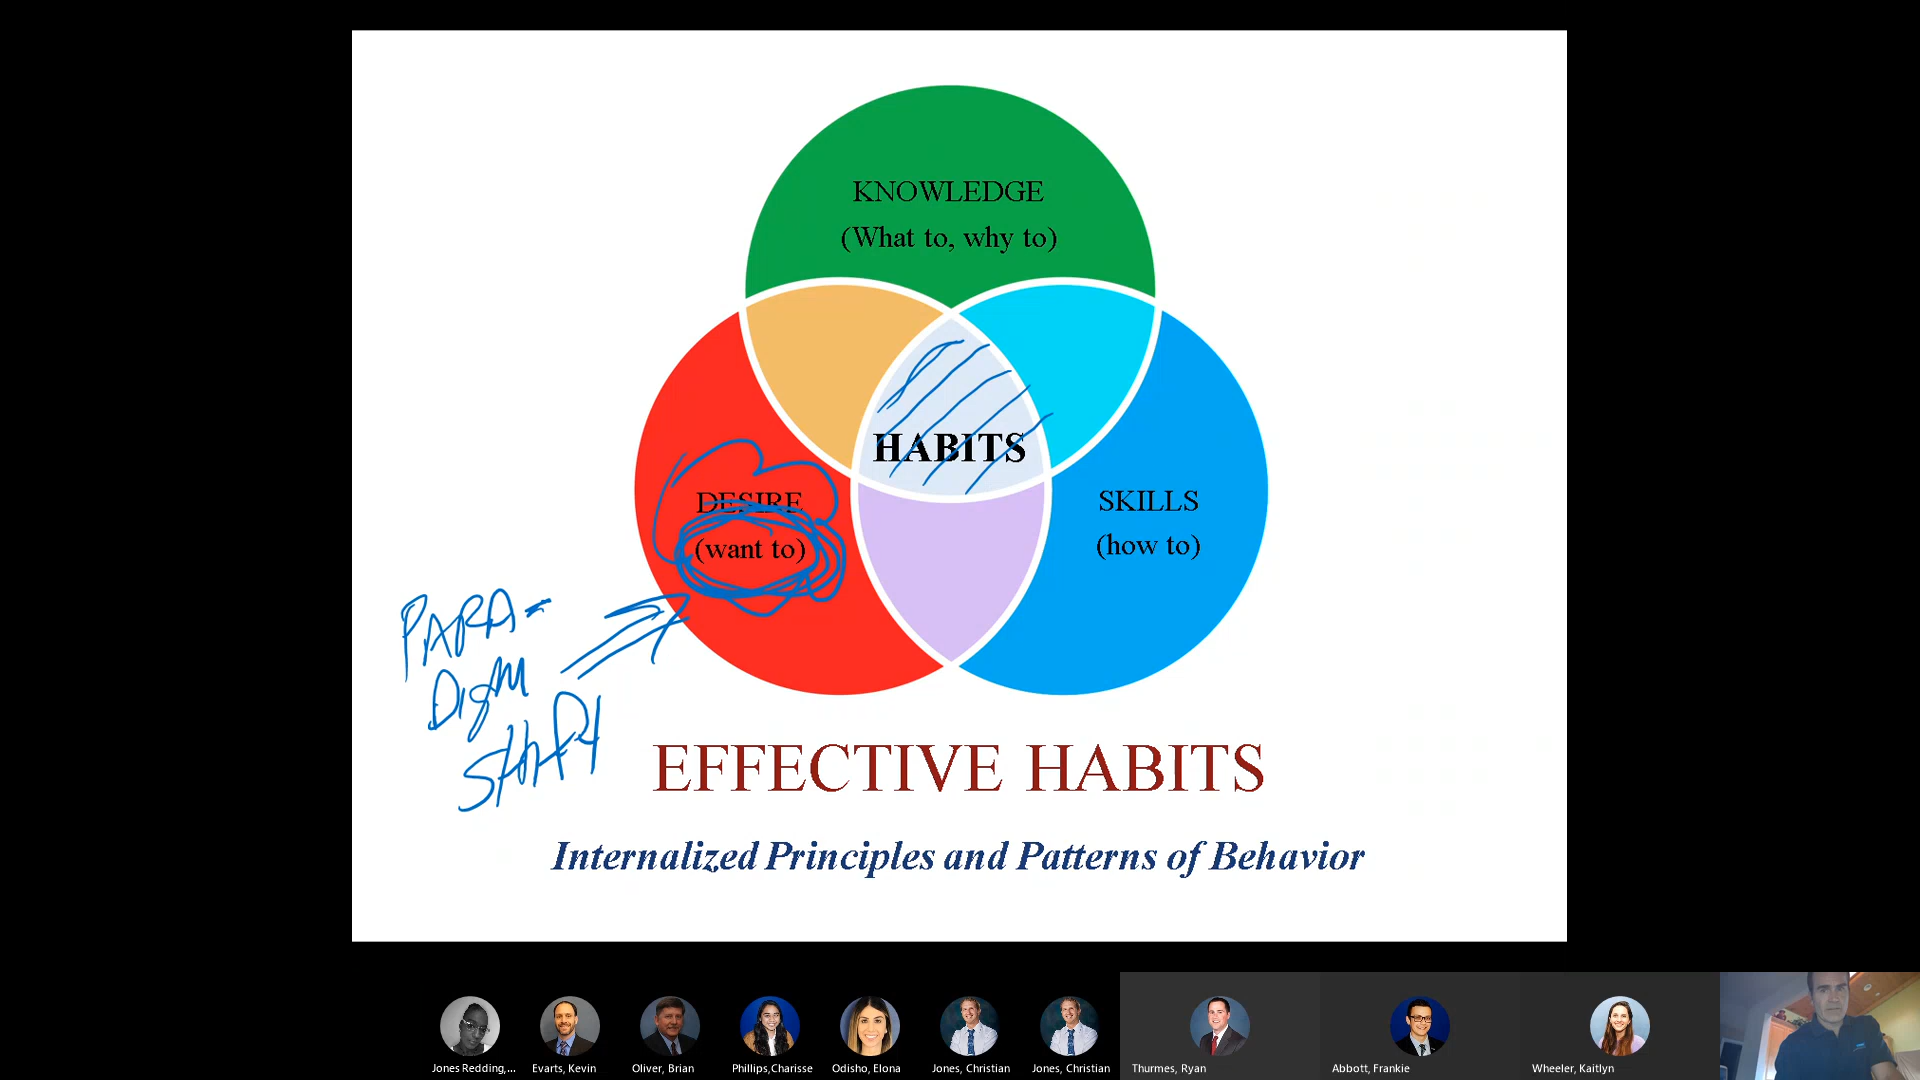 KNOWLEDGE
(What to, why to)
HABITS
DESIRE
(want to)
SKILLS
(how to)
PARA-
DIgM
SHIFT
EFFECTIVE HABITS
Internalized Principles and Patterns of Behavior
Jones Redding,...
Evarts, Kevin
Oliver, Brian
Phillips,Charisse
Odisho, Elona
Jones, Christian
Jones, Christian
Thurmes, Ryan
Abbott, Frankie
Wheeler, Kaitlyn